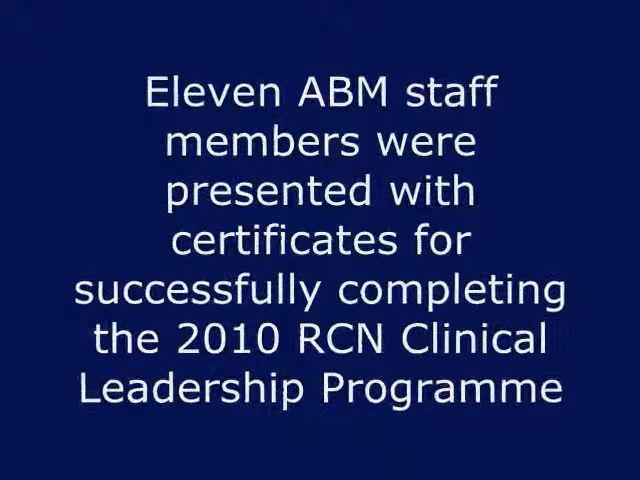 Eleven ABM staff
members were
presented with
certificates for
successfully completing
the 2010 RCN Clinical
Leadership Programme